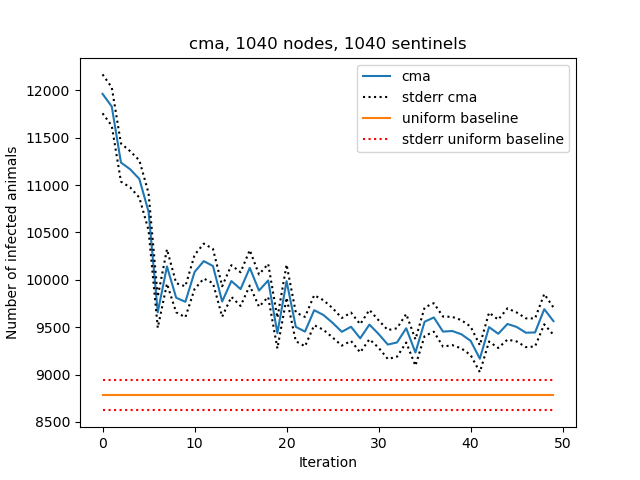 cma, 1040 nodes, 1040 sentinels
Number of infected animals
12000
11500
11000
10500
10000
9500
9000
8500
cma
stderr cma
uniform baseline
stderr uniform baseline
0 10 20 30 40 50
Iteration